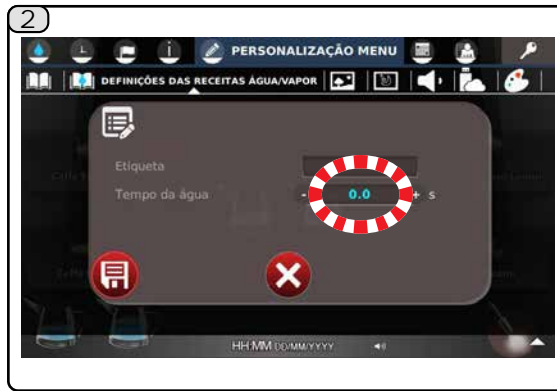 2
PERSONALIZAÇÃO MENU
DEFINIÇÕES DAS RECEITAS ÁGUA/VAPOR
Etiqueta
Tempo da água - 0.0 + s
HH:MM DD/MM/YYYY